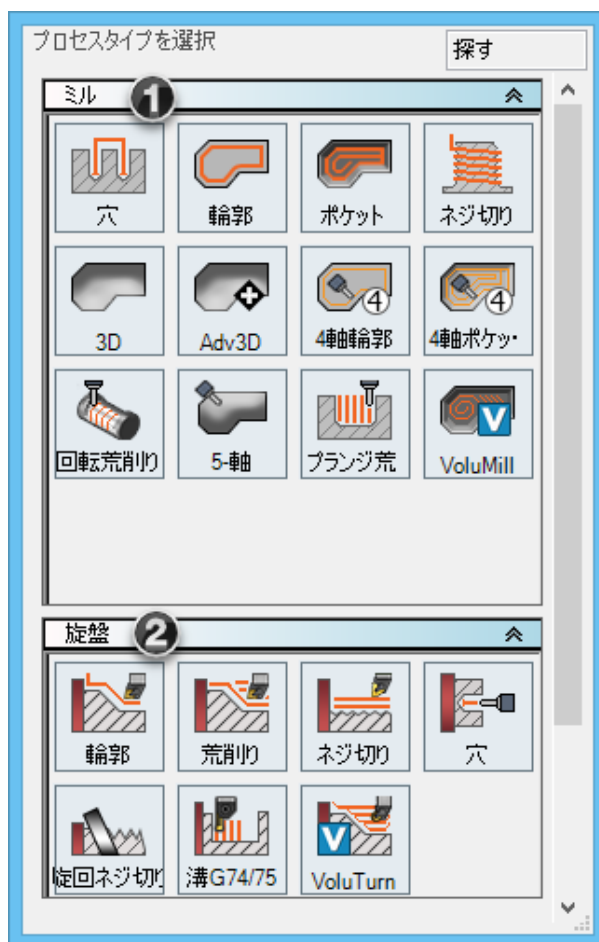 プロセスタイプを選択
探す
ミル 1
穴 輪郭 ポケット ネジ切り
3D Adv3D 4軸輪郭 4軸ポケッ
回転荒削り 5-軸 プランジ荒 VoluMill
旋盤 2
輪郭 荒削り ネジ切り 穴
旋回ネジ切り 溝G74/75 VoluTurn